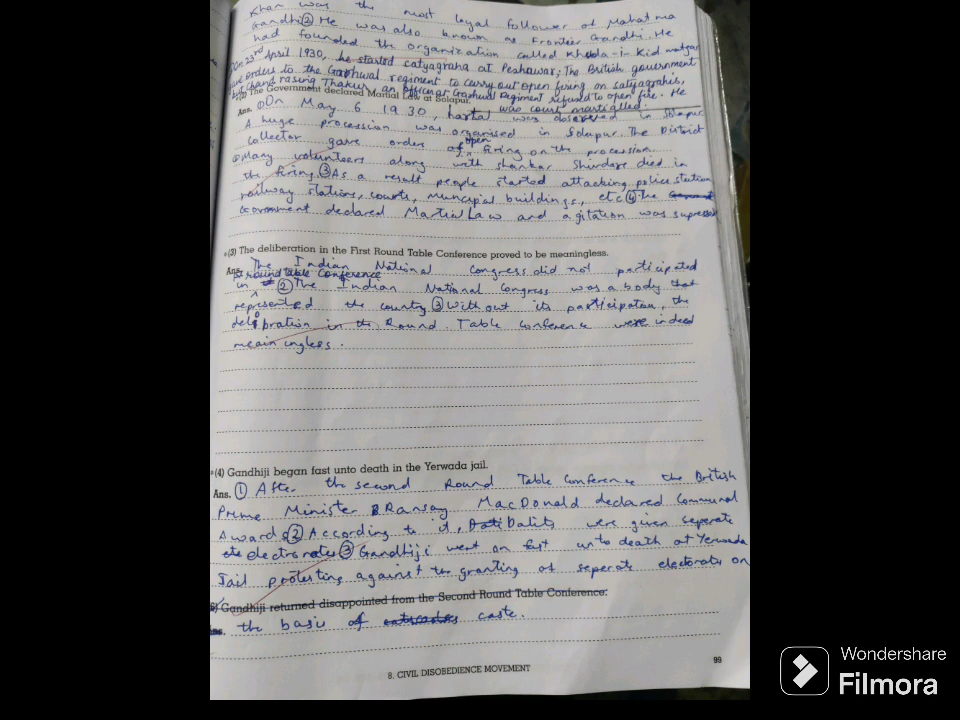 Khan was the most loyal follower of Mahatma
Gandhi ② He was also known as Frontier Gandhi. He
had founded the organization called Khuda-i-Kidmatgar
On 23rd April 1930, he started satyagraha at Peshawar; The British government
gave orders to the Gaahwal regiment to carry out open firing on satyagrahis,
but Chandrasing Thakur, an officer at Gaahwal regiment refused to open fire. He
(2) The Government declared Martial Law at Solapur.
was court martialled.
Ans. ① On May 6 1930, hartal was observed in Solapur
A huge procession was organised in Solapur. The District
Collector gave orders of open firing on the procession
② Many volunteers along with Shankar Shivdare died in
the firing. ③ As a result people started attacking police station
railway stations, courts, municipal buildings, etc ④ The
Government declared Martial Law and agitation was supressed
*(3) The deliberation in the First Round Table Conference proved to be meaningless.
Ans. The Indian National Congress did not participated
in 1st round table Conference ② The Indian National Congress was a body that
represented the country. ③ Without its participation, the
deliberation in the Round Table Conference were indeed
meaningless.
*(4) Gandhiji began fast unto death in the Yerwada jail.
Ans. ① After the second Round Table Conference the British
Prime Minister Ramsay MacDonald declared Communal
Award ② According to it, Dalits were given seperate
electrorates ③ Gandhiji went on fast unto death at Yerwada
Jail protesting against the granting of seperate electorates on
(5) Gandhiji returned disappointed from the Second Round Table Conference:
the basis of caste.
8. CIVIL DISOBEDIENCE MOVEMENT
99
Wondershare
Filmora